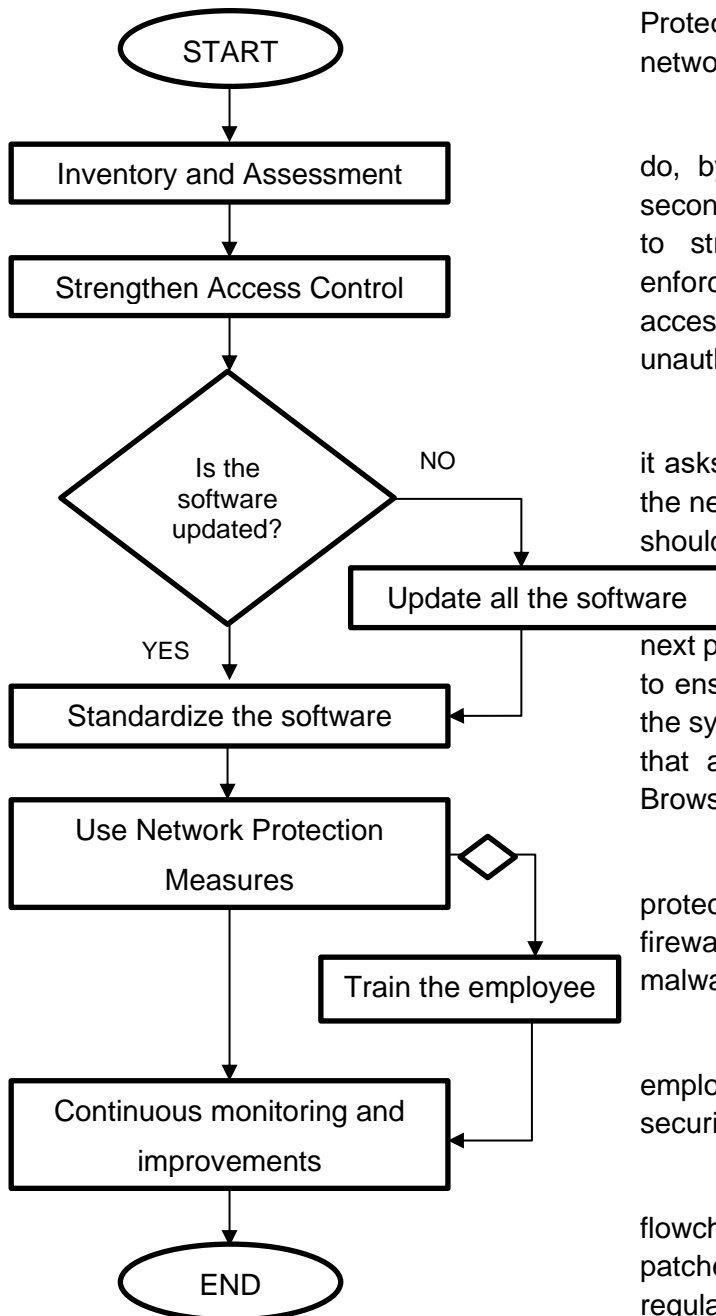 START
Inventory and Assessment
Strengthen Access Control
Is the
software
updated?
NO
YES
Update all the software
Standardize the software
Use Network Protection
Measures
Train the employee
Continuous monitoring and
improvements
END
netwo
do, by
secon
to str
enforc
acces
unauth
it asks
the ne
should
next p
to ens
the sy
that a
Brows
protec
firewa
malwa
emplo
securi
flowch
patche
regula